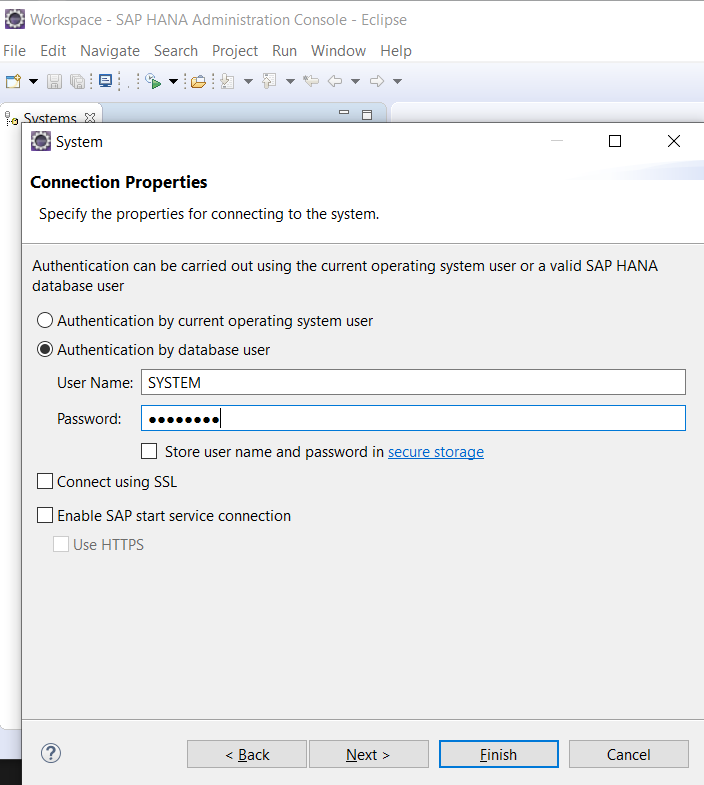 Workspace - SAP HANA Administration Console - Eclipse
File Edit Navigate Search Project Run Window Help
Systems
System
Connection Properties
Specify the properties for connecting to the system.
Authentication can be carried out using the current operating system user or a valid SAP HANA
database user
Authentication by current operating system user
Authentication by database user
User Name: SYSTEM
Password: ●●●●●●●●
Store user name and password in secure storage
Connect using SSL
Enable SAP start service connection
Use HTTPS
? < Back Next > Finish Cancel